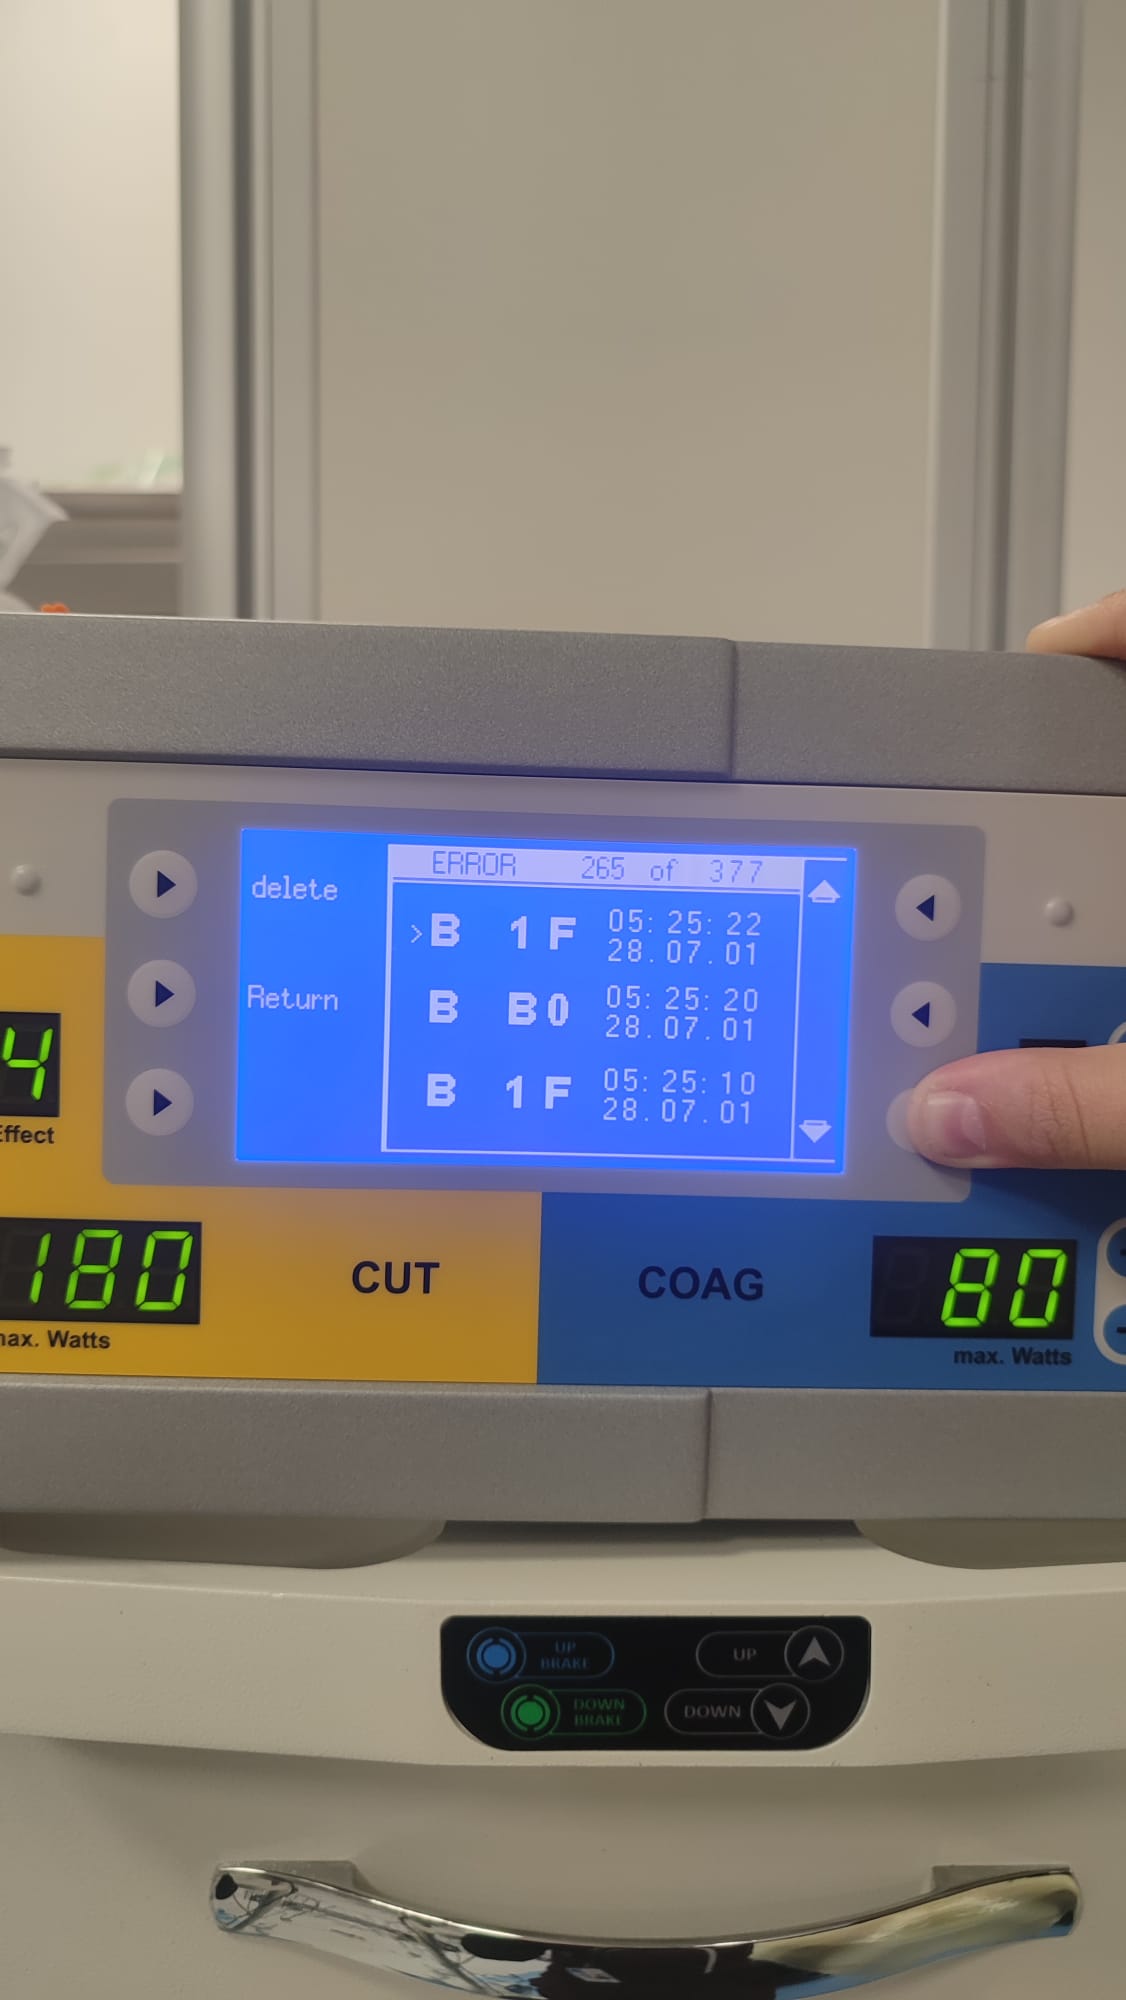 delete
Return
ERROR 265 of 377
>B 1F 05:25:22
28.07.01
B B0 05:25:20
28.07.01
B 1F 05:25:10
28.07.01
4
Effect
180
max. Watts
CUT
COAG
80
max. Watts
UP
BRAKE
UP
DOWN
BRAKE
DOWN